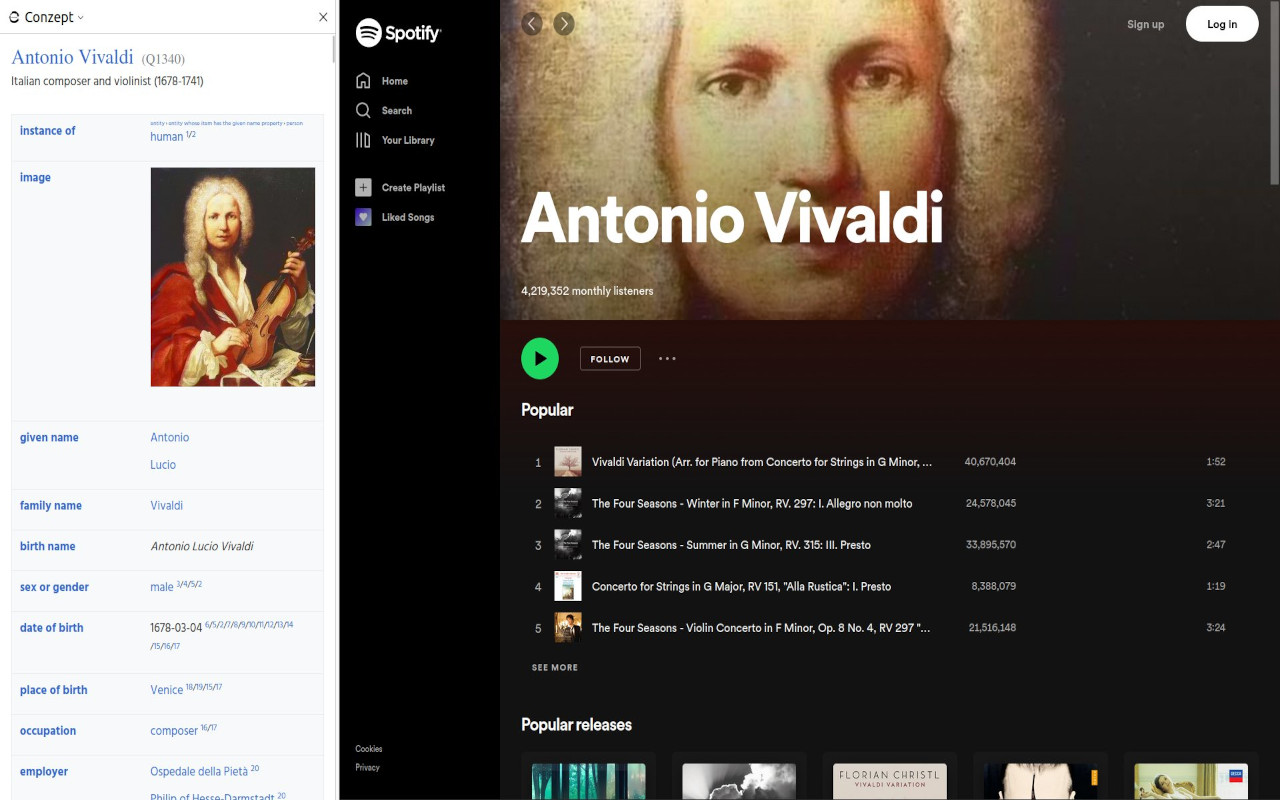 Conzept
Antonio Vivaldi (Q1340)
Italian composer and violinist (1678-1741)
instance of
entity › entity whose item has the given name property › person
human 1/2
image
given name
Antonio
Lucio
family name
Vivaldi
birth name
Antonio Lucio Vivaldi
sex or gender
male 3/4/5/2
date of birth
1678-03-04 6/5/2/7/8/9/10/11/12/13/14
/15/16/17
place of birth
Venice 18/19/15/17
occupation
composer 16/17
employer
Ospedale della Pietà 20
Philip of Hesse-Darmstadt 20
Spotify
Home
Search
Your Library
Create Playlist
Liked Songs
Cookies
Privacy
Sign up
Log in
Antonio Vivaldi
4,219,352 monthly listeners
FOLLOW
Popular
1 Vivaldi Variation (Arr. for Piano from Concerto for Strings in G Minor, ... 40,670,404 1:52
2 The Four Seasons - Winter in F Minor, RV. 297: I. Allegro non molto 24,578,045 3:21
3 The Four Seasons - Summer in G Minor, RV. 315: III. Presto 33,895,570 2:47
4 Concerto for Strings in G Major, RV 151, "Alla Rustica": I. Presto 8,388,079 1:19
5 The Four Seasons - Violin Concerto in F Minor, Op. 8 No. 4, RV 297 "... 21,516,148 3:24
SEE MORE
Popular releases
FLORIAN CHRISTL
VIVALDI VARIATION
DECCA